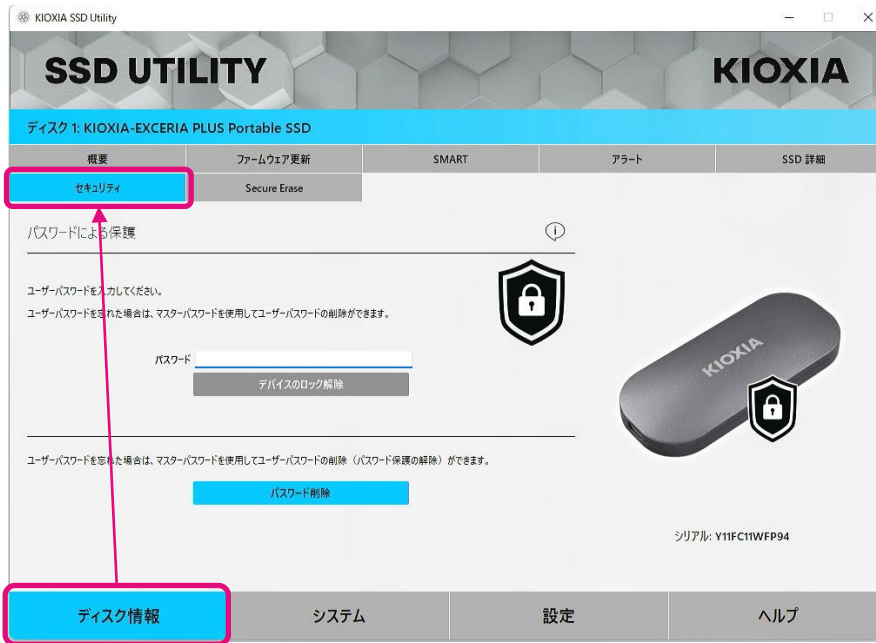 KIOXIA SSD Utility
SSD UTILITY
KIOXIA
ディスク 1: KIOXIA-EXCERIA PLUS Portable SSD
概要 ファームウェア更新 SMART アラート SSD 詳細
セキュリティ Secure Erase
パスワードによる保護
ユーザーパスワードを入力してください。
ユーザーパスワードを忘れた場合は、マスターパスワードを使用してユーザーパスワードの削除ができます。
パスワード
デバイスのロック解除
ユーザーパスワードを忘れた場合は、マスターパスワードを使用してユーザーパスワードの削除（パスワード保護の解除）ができます。
パスワード削除
KIOXIA
シリアル: Y11FC11WFP94
ディスク情報 システム 設定 ヘルプ